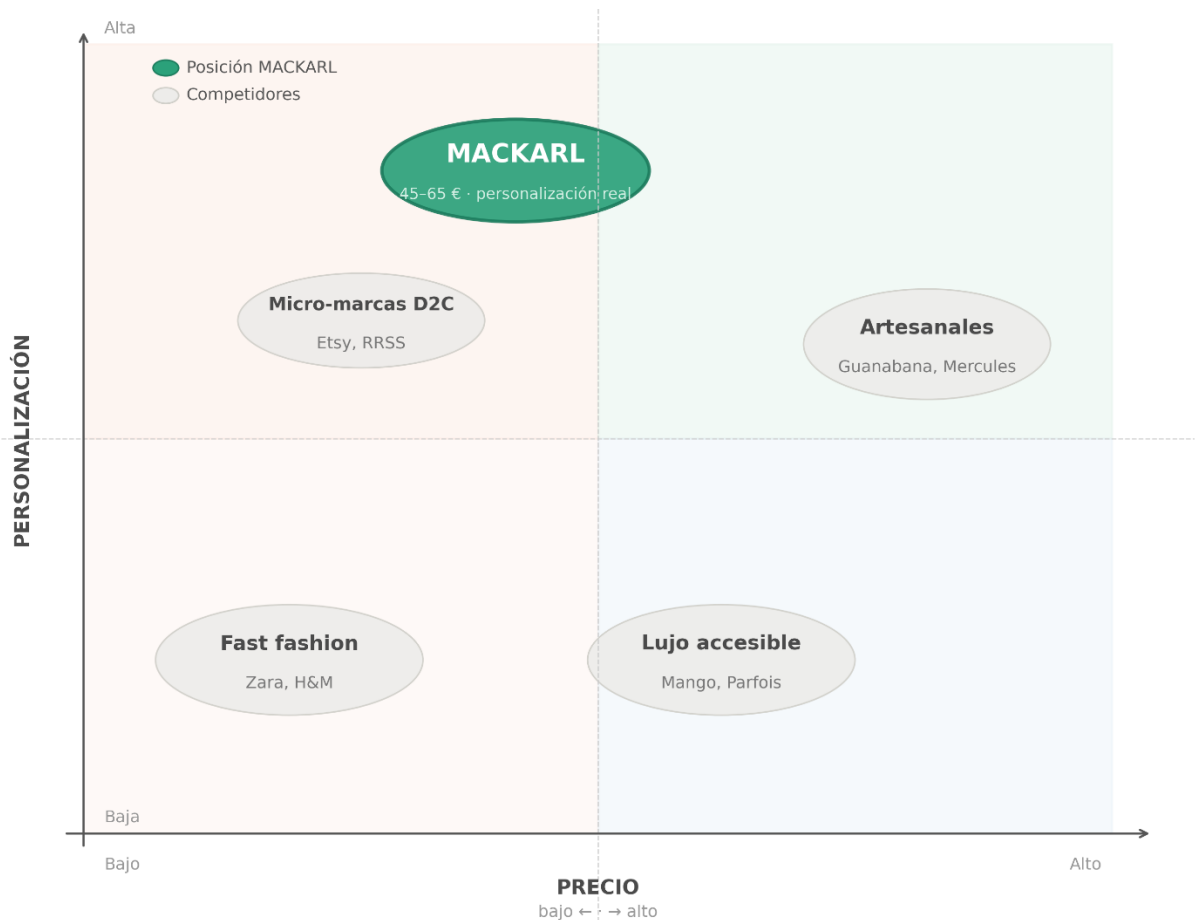 Alta
Posición MACKARL
Competidores
MACKARL
45–65 € · personalización real
Micro-marcas D2C
Etsy, RRSS
Artesanales
Guanabana, Mercules
PERSONALIZACIÓN
Fast fashion
Zara, H&M
Lujo accesible
Mango, Parfois
Baja
Bajo
Alto
PRECIO
bajo ← · → alto